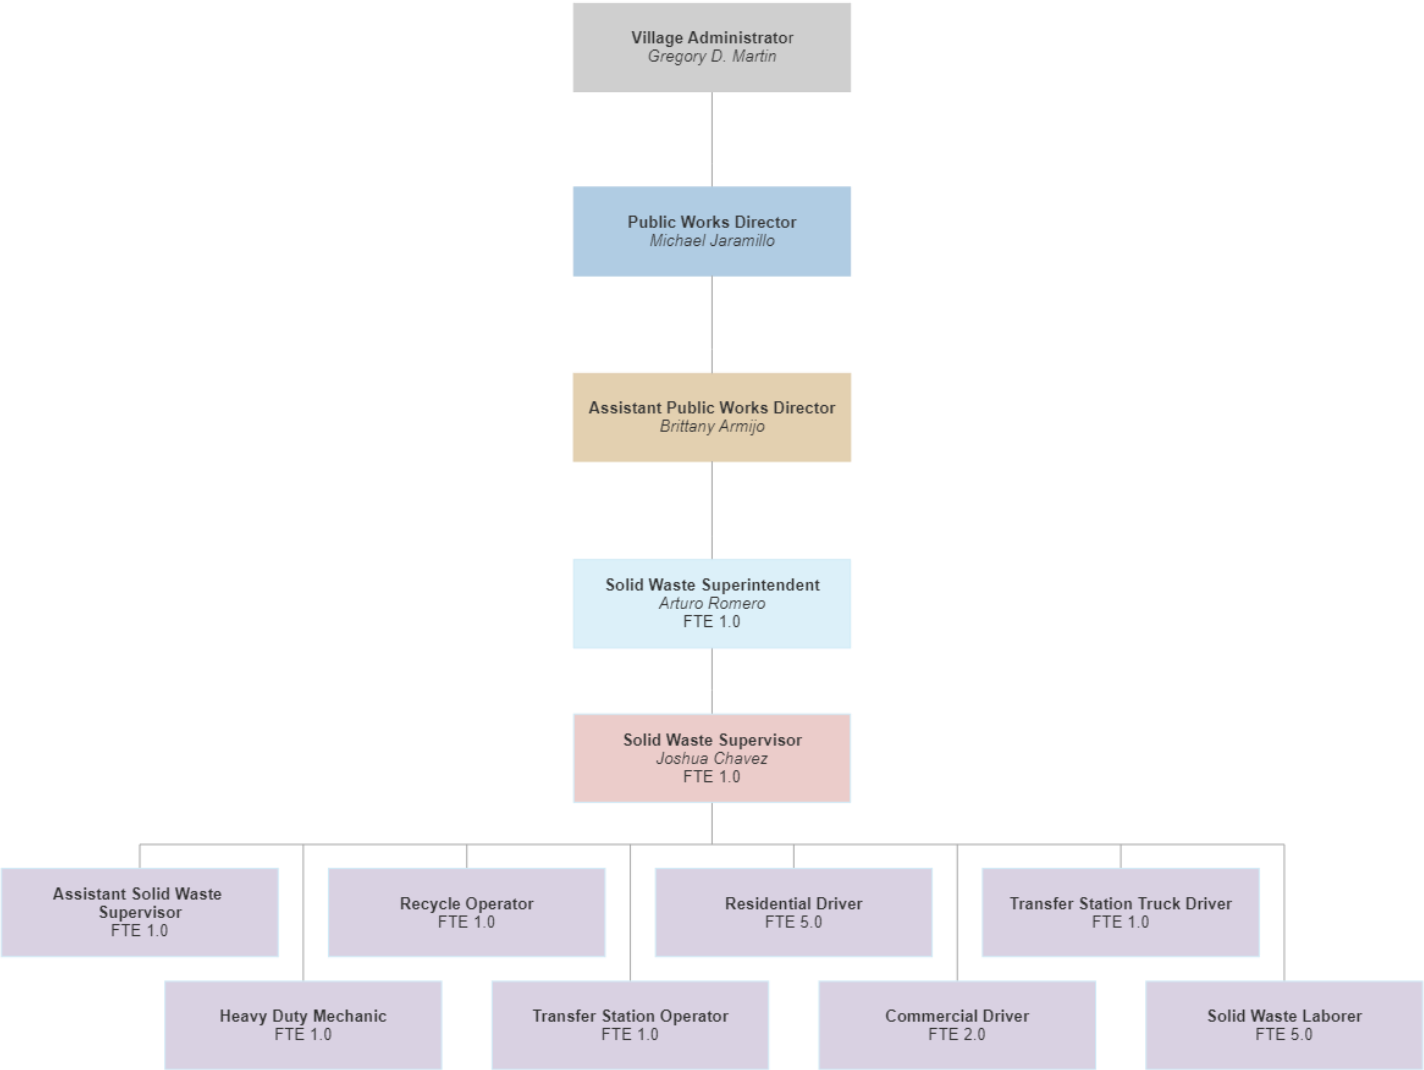 Village Administrator
Gregory D. Martin
Public Works Director
Michael Jaramillo
Assistant Public Works Director
Brittany Armijo
Solid Waste Superintendent
Arturo Romero
FTE 1.0
Solid Waste Supervisor
Joshua Chavez
FTE 1.0
Assistant Solid Waste
Supervisor
FTE 1.0
Recycle Operator
FTE 1.0
Residential Driver
FTE 5.0
Transfer Station Truck Driver
FTE 1.0
Heavy Duty Mechanic
FTE 1.0
Transfer Station Operator
FTE 1.0
Commercial Driver
FTE 2.0
Solid Waste Laborer
FTE 5.0